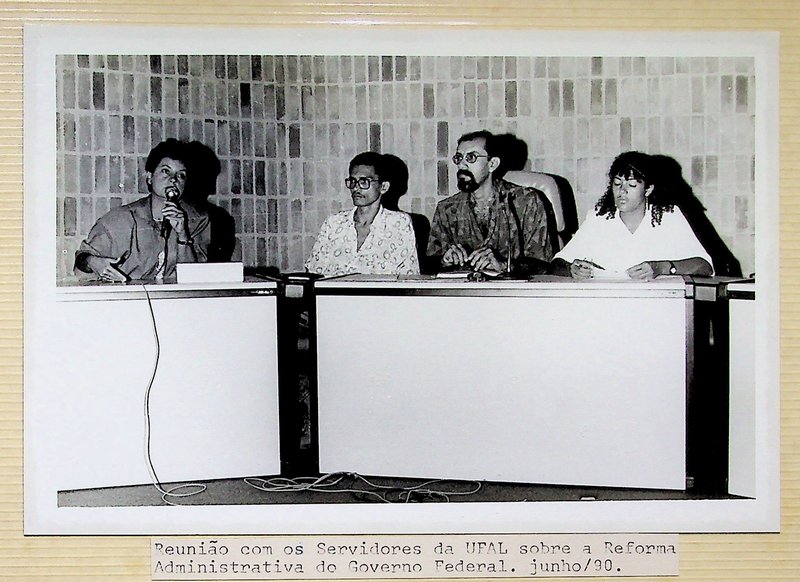 Reunião com os Servidores da UFAL sobre a Reforma
Administrativa do Governo Federal. junho/90.